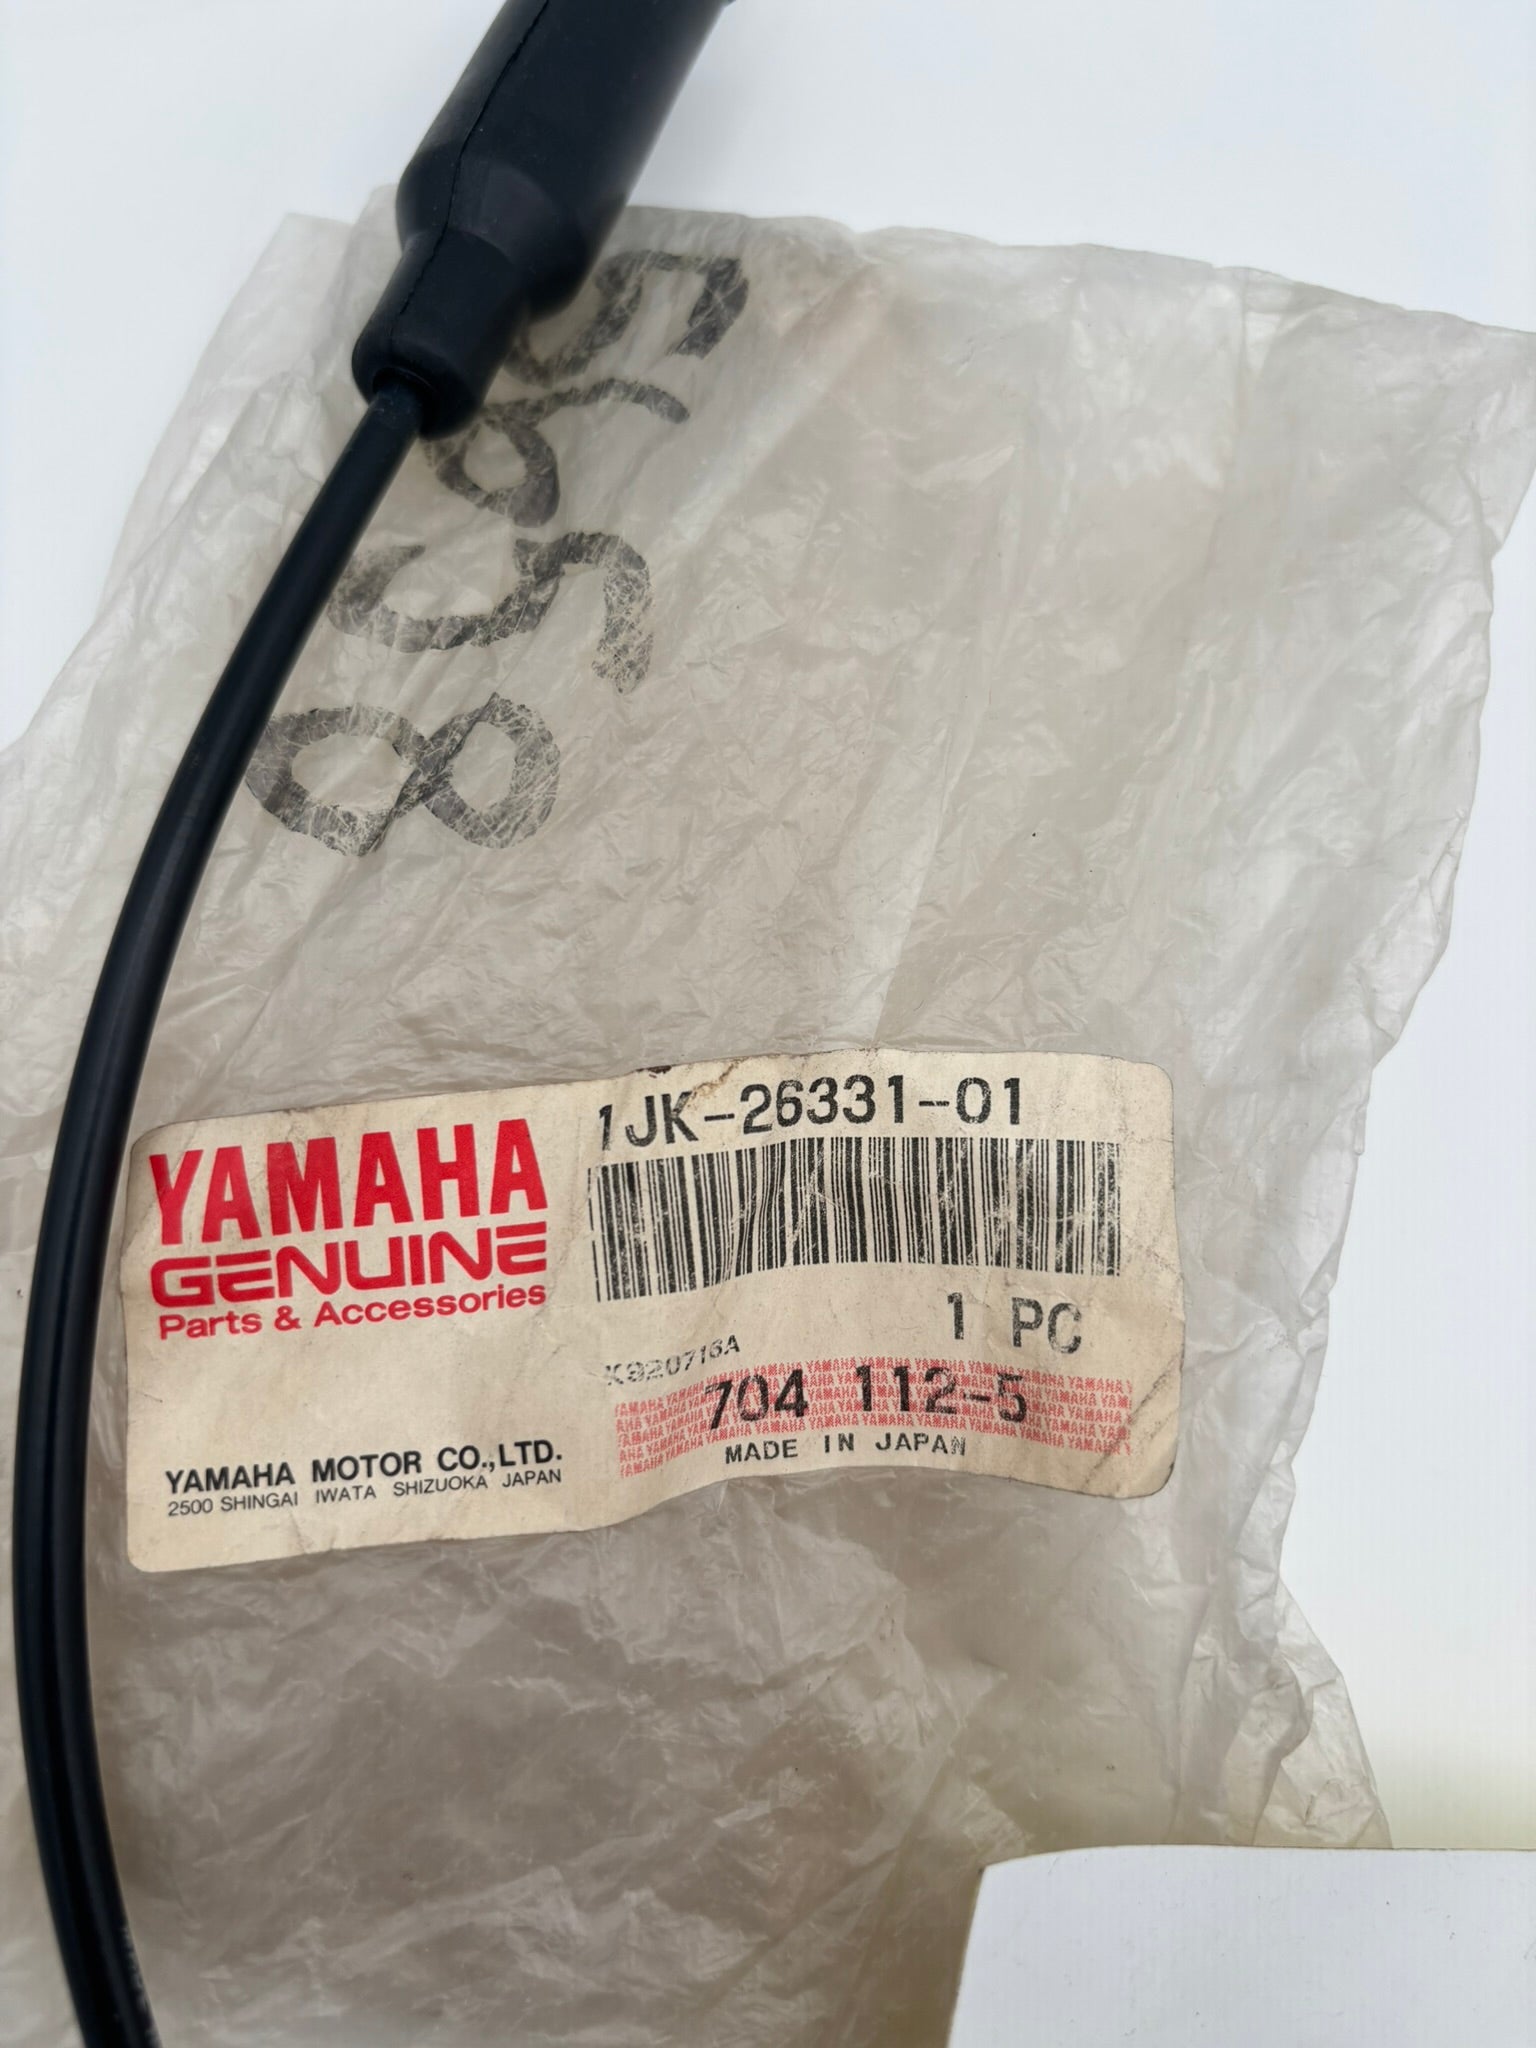 1JK-26331-01
YAMAHA
GENUINE
Parts & Accessories
1 PC
K920716A
704 112-5
MADE IN JAPAN
YAMAHA MOTOR CO.,LTD.
2500 SHINGAI IWATA SHIZUOKA JAPAN